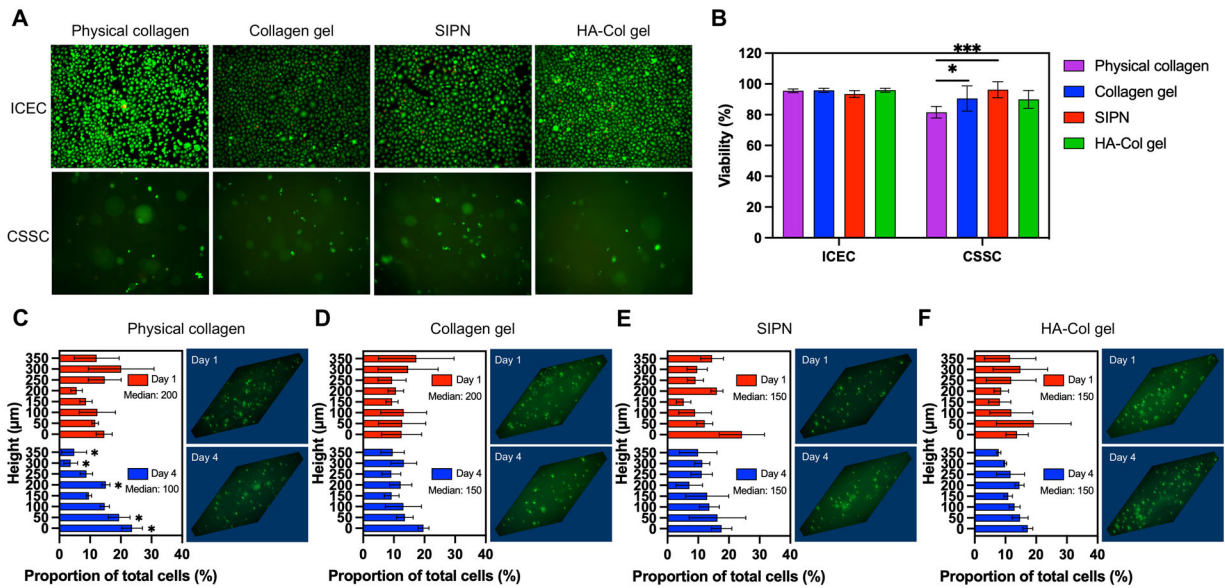 A
Physical collagen
Collagen gel
SIPN
HA-Col gel
ICEC
CSSC
B
Viability (%)
120
100
80
60
40
20
0
*
***
ICEC
CSSC
Physical collagen
Collagen gel
SIPN
HA-Col gel
C
Physical collagen
Height (µm)
350
300
250
200
150
100
50
0
Day 1
Median: 200
350 *
300 *
250
200 *
150
100
50 *
0 *
Day 4
Median: 100
0 10 20 30 40
Proportion of total cells (%)
Day 1
Day 4
D
Collagen gel
Height (µm)
350
300
250
200
150
100
50
0
Day 1
Median: 200
350
300
250
200
150
100
50
0
Day 4
Median: 150
0 10 20 30 40
Proportion of total cells (%)
Day 1
Day 4
E
SIPN
Height (µm)
350
300
250
200
150
100
50
0
Day 1
Median: 150
350
300
250
200
150
100
50
0
Day 4
Median: 150
0 10 20 30 40
Proportion of total cells (%)
Day 1
Day 4
F
HA-Col gel
Height (µm)
350
300
250
200
150
100
50
0
Day 1
Median: 150
350
300
250
200
150
100
50
0
Day 4
Median: 150
0 10 20 30 40
Proportion of total cells (%)
Day 1
Day 4